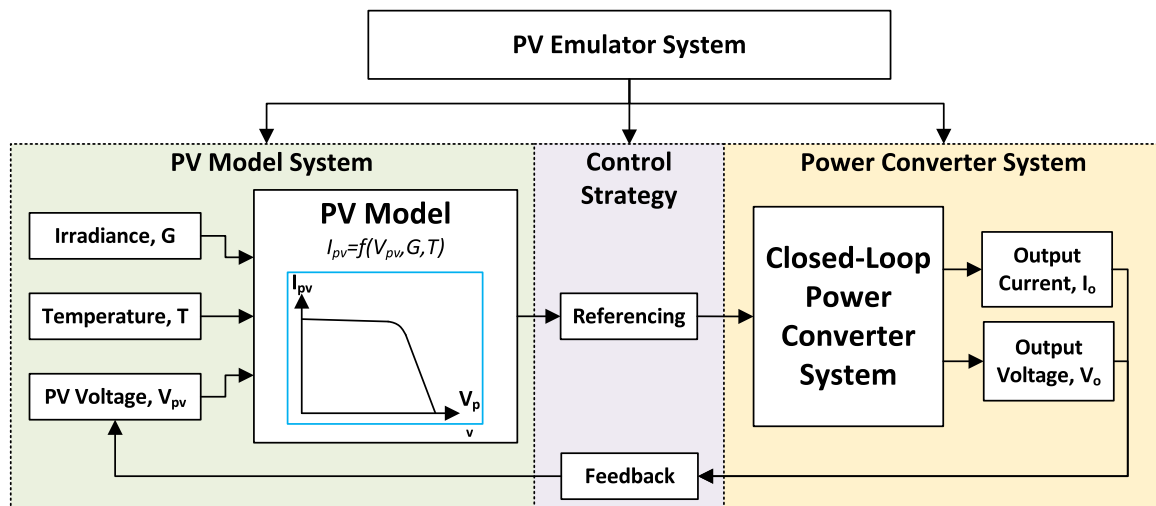 PV Emulator System
PV Model System
Control
Strategy
Power Converter System
Irradiance, G
Temperature, T
PV Voltage, Vpv
PV Model
Ipv=f(Vpv,G,T)
Ipv
Vp
v
Referencing
Closed-Loop
Power
Converter
System
Output
Current, Io
Output
Voltage, Vo
Feedback